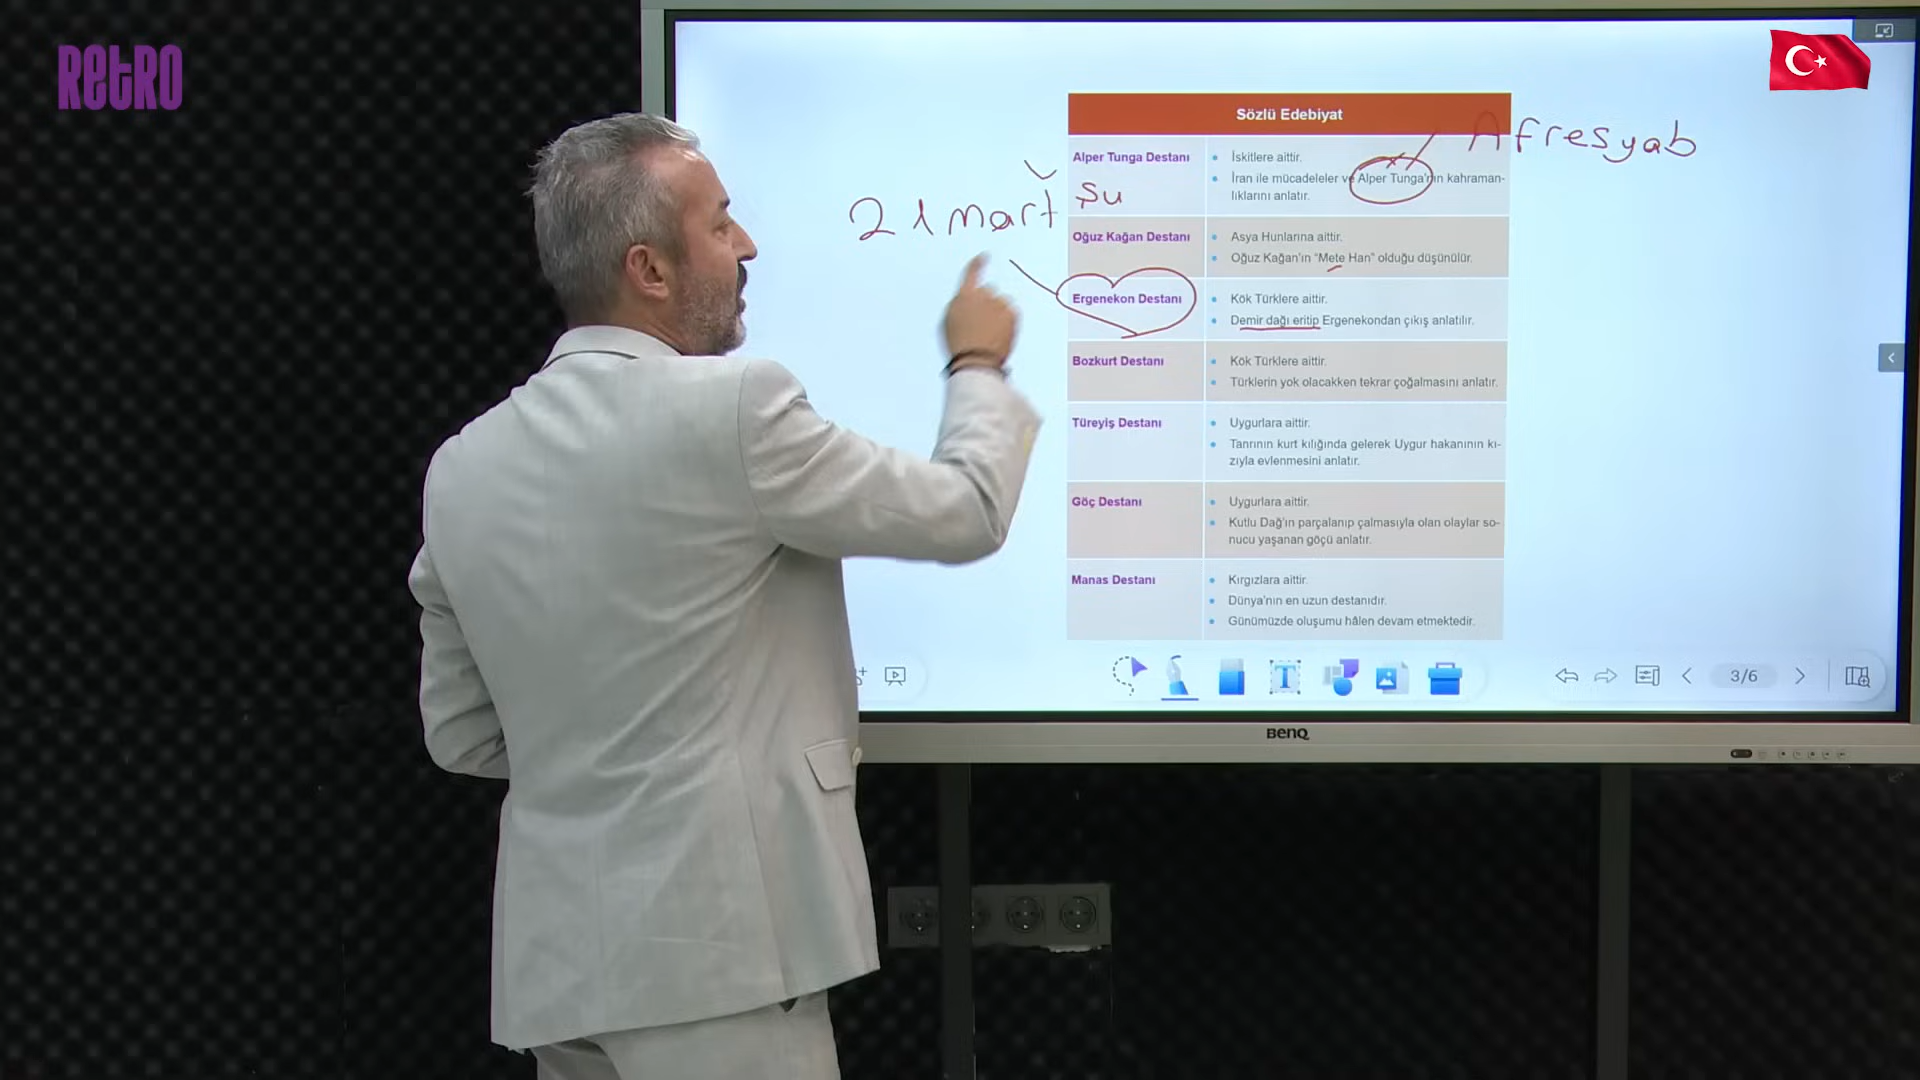 RETRO
Sözlü Edebiyat
Afresyab
Alper Tunga Destanı
İskitlere aittir.
İran ile mücadeleler ve Alper Tunga'nın kahraman-
lıklarını anlatır.
Şu
21 mart
Oğuz Kağan Destanı
Asya Hunlarına aittir.
Oğuz Kağan'ın "Mete Han" olduğu düşünülür.
Ergenekon Destanı
Kök Türklere aittir.
Demir dağı eritip Ergenekondan çıkış anlatılır.
Bozkurt Destanı
Kök Türklere aittir.
Türklerin yok olacakken tekrar çoğalmasını anlatır.
Türeyiş Destanı
Uygurlara aittir.
Tanrının kurt kılığında gelerek Uygur hakanının kı-
zıyla evlenmesini anlatır.
Göç Destanı
Uygurlara aittir.
Kutlu Dağ'ın parçalanıp çalmasıyla olan olaylar so-
nucu yaşanan göçü anlatır.
Manas Destanı
Kırgızlara aittir.
Dünya'nın en uzun destanıdır.
Günümüzde oluşumu hâlen devam etmektedir.
T
3/6
BenQ